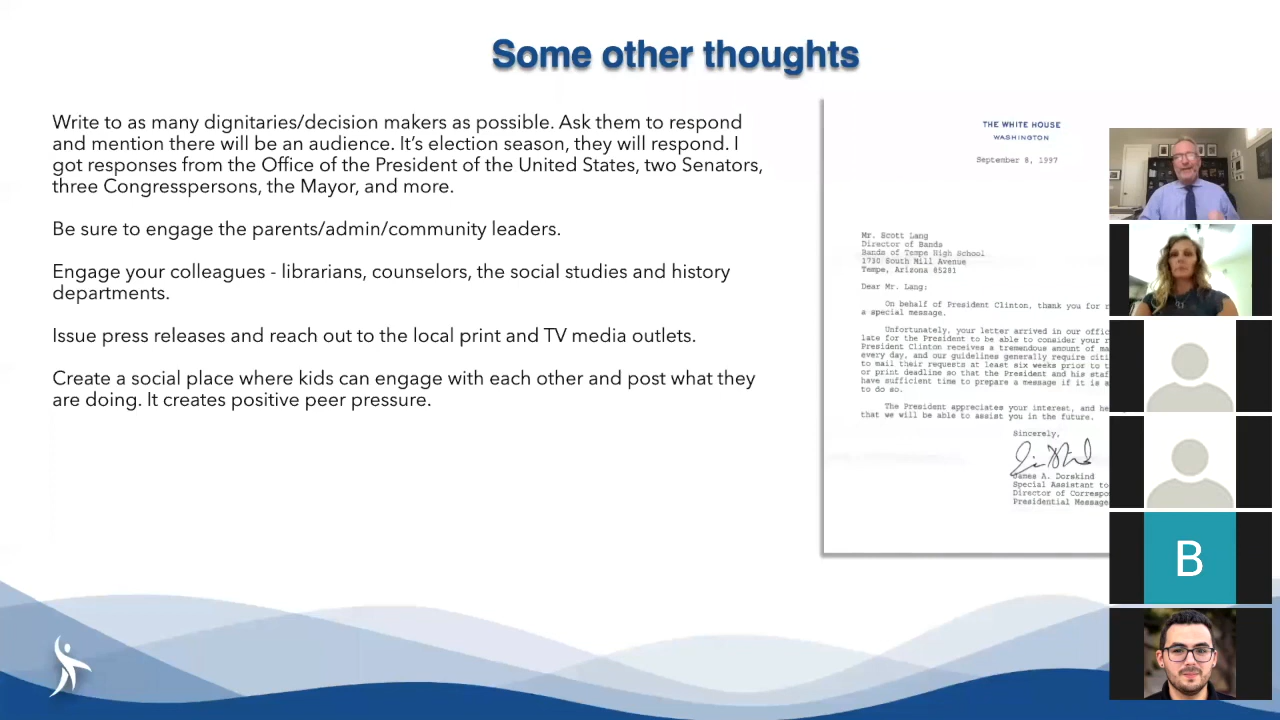 Some other thoughts
Write to as many dignitaries/decision makers as possible. Ask them to respond
and mention there will be an audience. It's election season, they will respond. I
got responses from the Office of the President of the United States, two Senators,
three Congresspersons, the Mayor, and more.
Be sure to engage the parents/admin/community leaders.
Engage your colleagues - librarians, counselors, the social studies and history
departments.
Issue press releases and reach out to the local print and TV media outlets.
Create a social place where kids can engage with each other and post what they
are doing. It creates positive peer pressure.
THE WHITE HOUSE
WASHINGTON
September 8, 1997
Mr. Scott Lang
Director of Bands
Bands of Tempe High School
1730 South Mill Avenue
Tempe, Arizona 85281
Dear Mr. Lang:
On behalf of President Clinton, thank you for
a special message.
Unfortunately, your letter arrived in our
late for the President to be able to consider your
President Clinton receives a tremendous amount of
every day, and our guidelines generally require
to mail their requests at least six weeks prior to
or print deadline so that the President and his
have sufficient time to prepare a message if it is
to do so.
The President appreciates your interest, and
that we will be able to assist you in the future.
Sincerely,
James A. Dorskind
Special Assistant to
Director of
Presidential
B